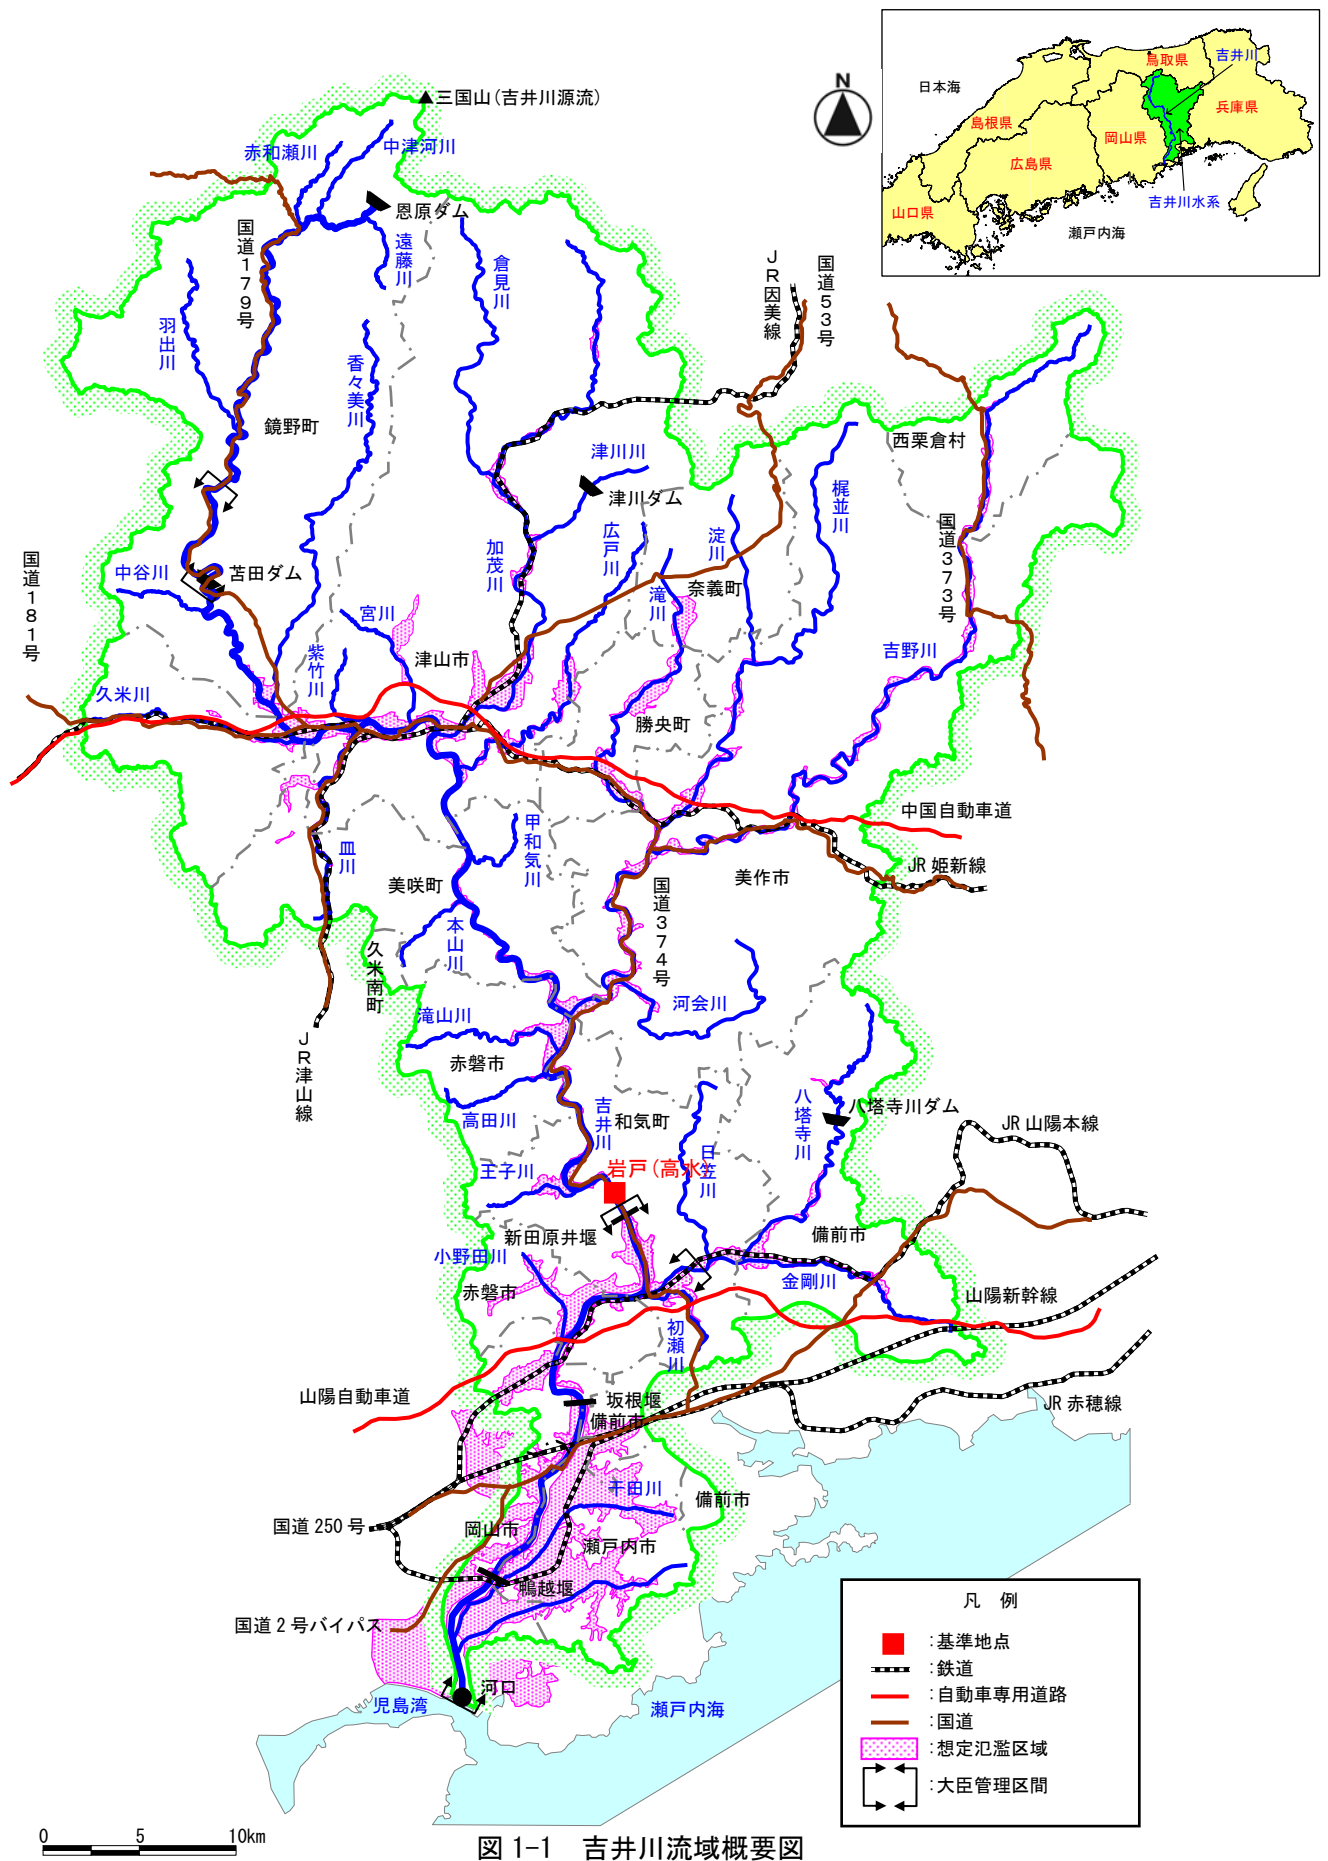 鳥取県
吉井川
日本海
兵庫県
島根県
岡山県
広島県
山口県
吉井川水系
瀬戸内海
N
三国山(吉井川源流)
赤和瀬川
中津河川
恩原ダム
国道179号
遠藤川
倉見川
JR因美線
国道53号
羽出川
香々美川
鏡野町
西栗倉村
津川川
津川ダム
梶並川
国道373号
広戸川
淀川
加茂川
国道181号
中谷川
苫田ダム
奈義町
滝川
宮川
紫竹川
津山市
吉野川
久米川
勝央町
中国自動車道
甲和気川
皿川
JR 姫新線
美咲町
美作市
国道374号
本山川
久米南町
河会川
滝山川
JR津山線
赤磐市
吉井川
八塔寺川
八塔寺川ダム
高田川
和気町
JR 山陽本線
日笠川
王子川
岩戸(高水)
新田原井堰
備前市
小野田川
金剛川
赤磐市
山陽新幹線
初瀬川
山陽自動車道
坂根堰
JR 赤穂線
備前市
干田川
備前市
国道 250 号
岡山市
瀬戸内市
鴨越堰
国道 2 号バイパス
河口
児島湾
瀬戸内海
凡 例
:基準地点
:鉄道
:自動車専用道路
:国道
:想定氾濫区域
:大臣管理区間
0 5 10km
図 1-1 吉井川流域概要図